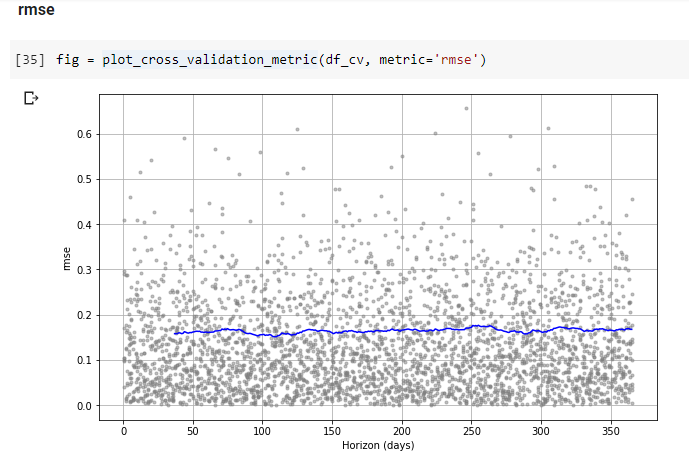 rmse
[35] fig = plot_cross_validation_metric(df_cv, metric='rmse')
0.6
0.5
0.4
0.3
0.2
0.1
0.0
rmse
0 50 100 150 200 250 300 350
Horizon (days)